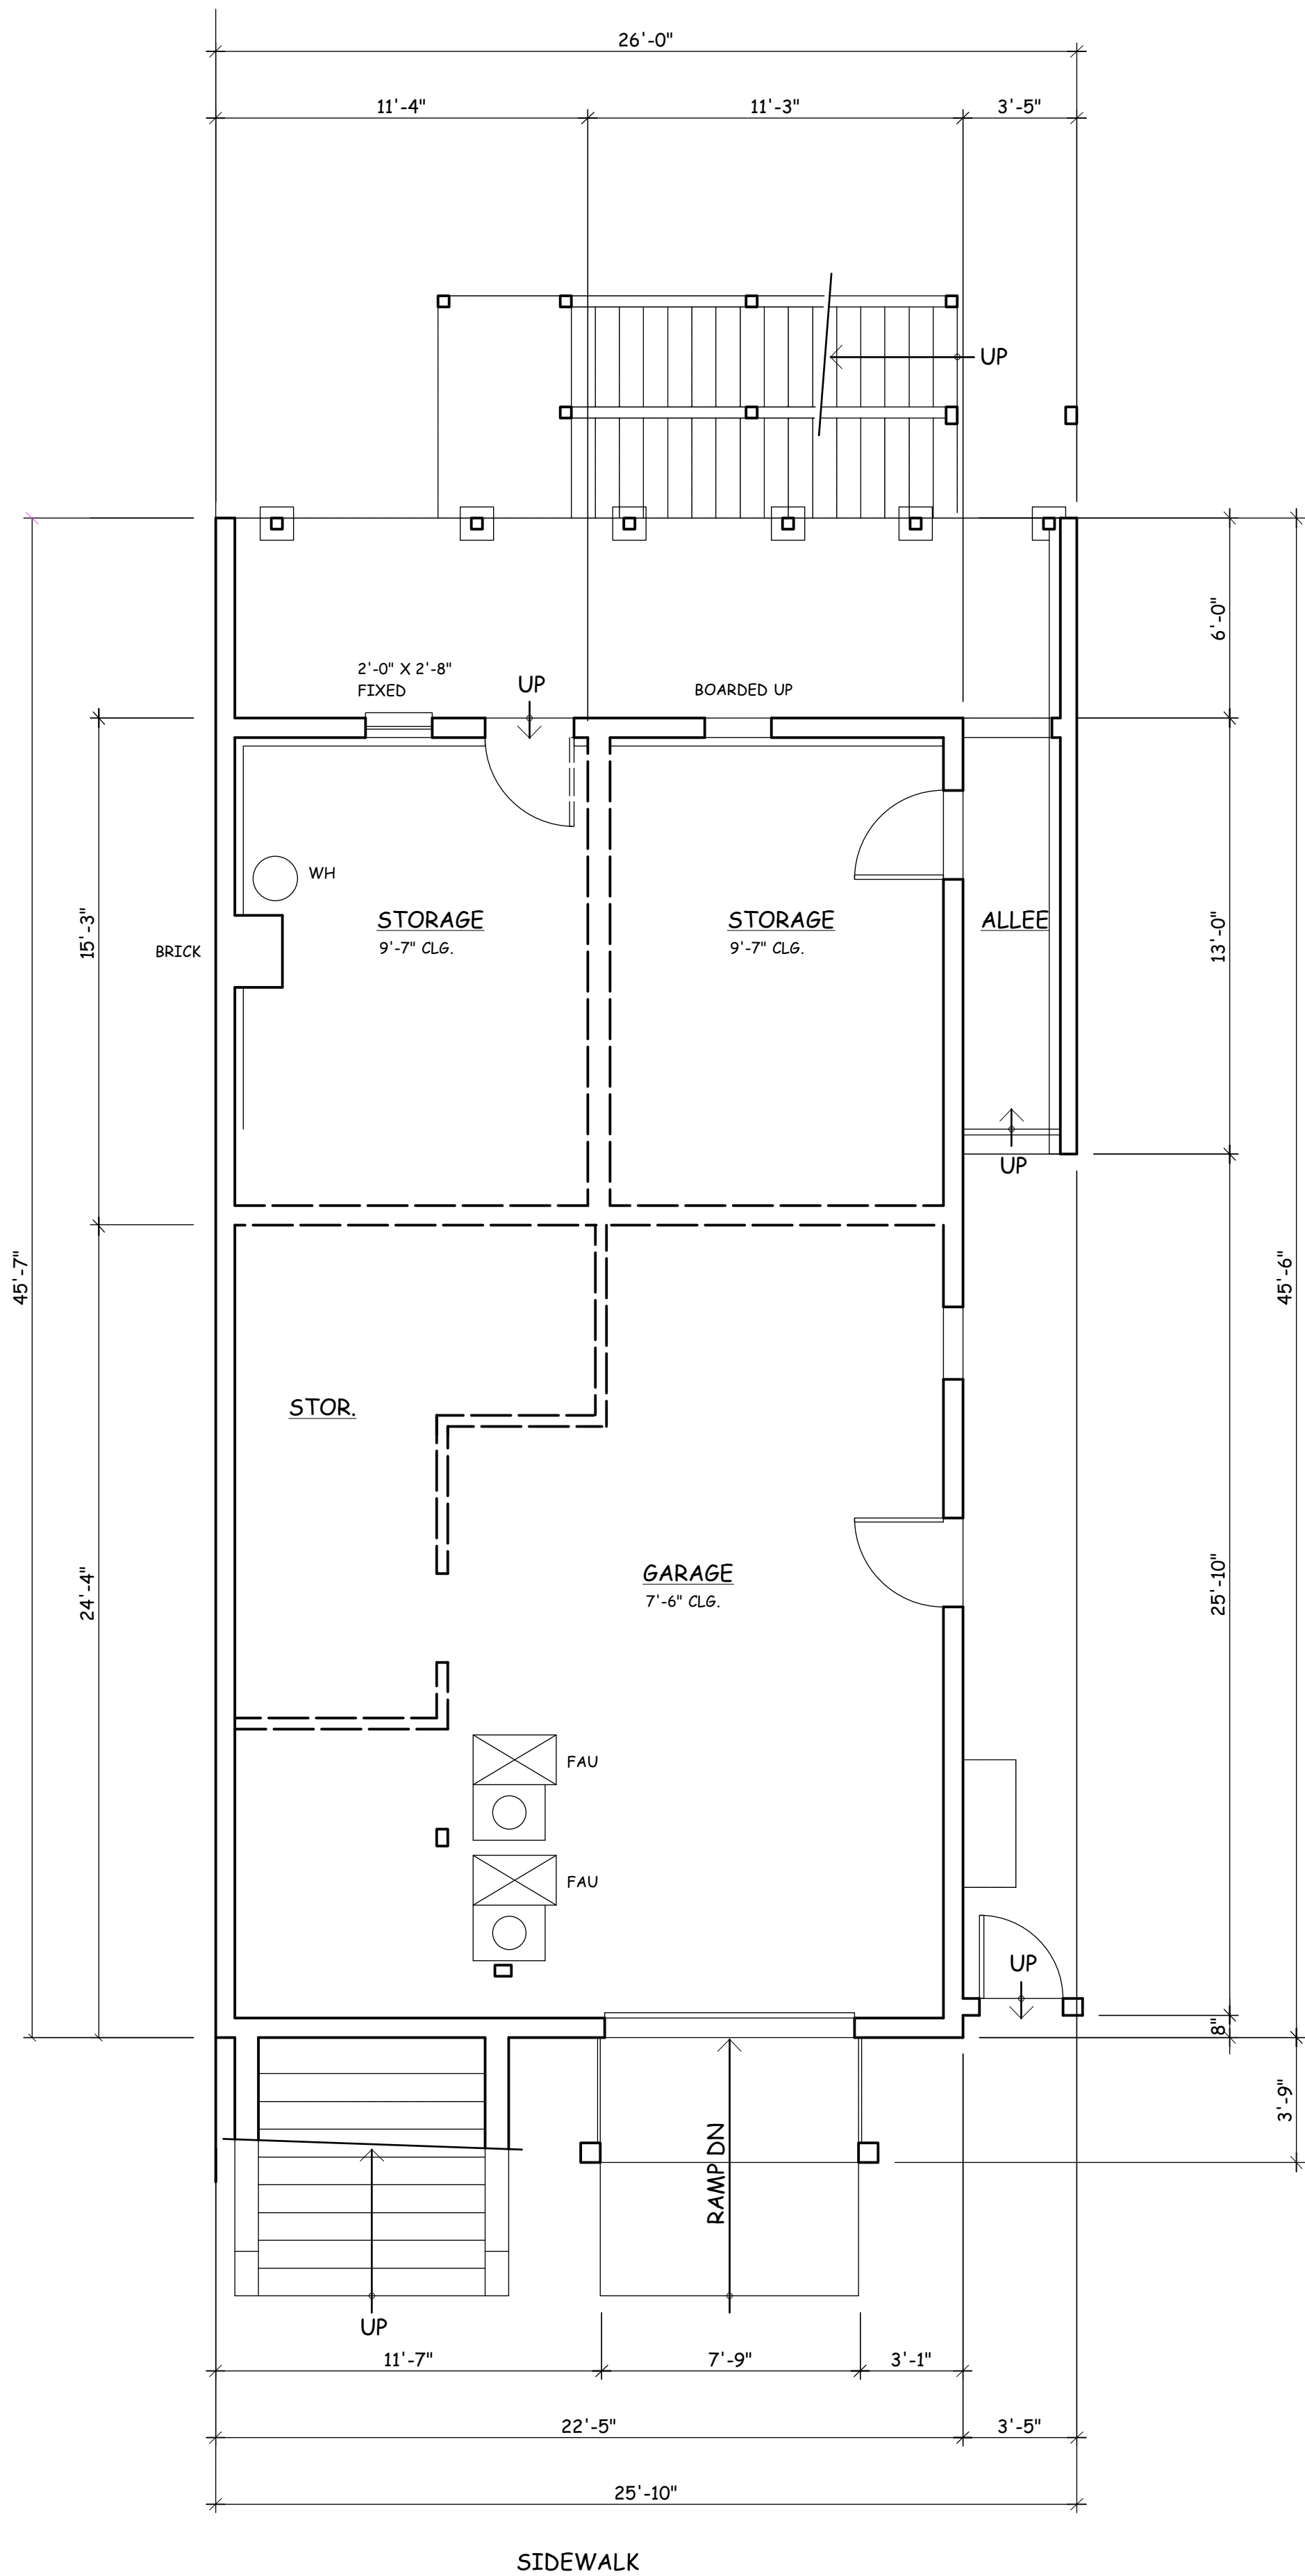 26'-0"
11'-4"
11'-3"
3'-5"
UP
6'-0"
2'-0" X 2'-8"
FIXED
UP
BOARDED UP
WH
STORAGE
9'-7" CLG.
STORAGE
9'-7" CLG.
ALLEE
15'-3"
BRICK
13'-0"
UP
45'-7"
45'-6"
STOR.
24'-4"
GARAGE
7'-6" CLG.
25'-10"
FAU
FAU
UP
8"
3'-9"
RAMP DN
UP
11'-7"
7'-9"
3'-1"
22'-5"
3'-5"
25'-10"
SIDEWALK